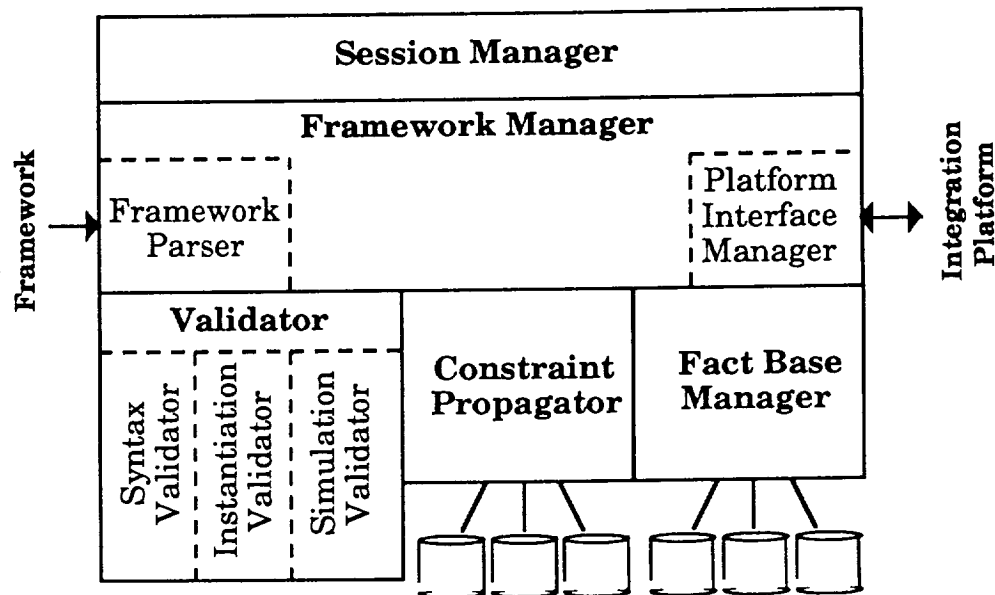 Session Manager
Framework Manager
Framework
Framework
Parser
Platform
Interface
Manager
Integration
Platform
Validator
Syntax
Validator
Instantiation
Validator
Simulation
Validator
Constraint
Propagator
Fact Base
Manager